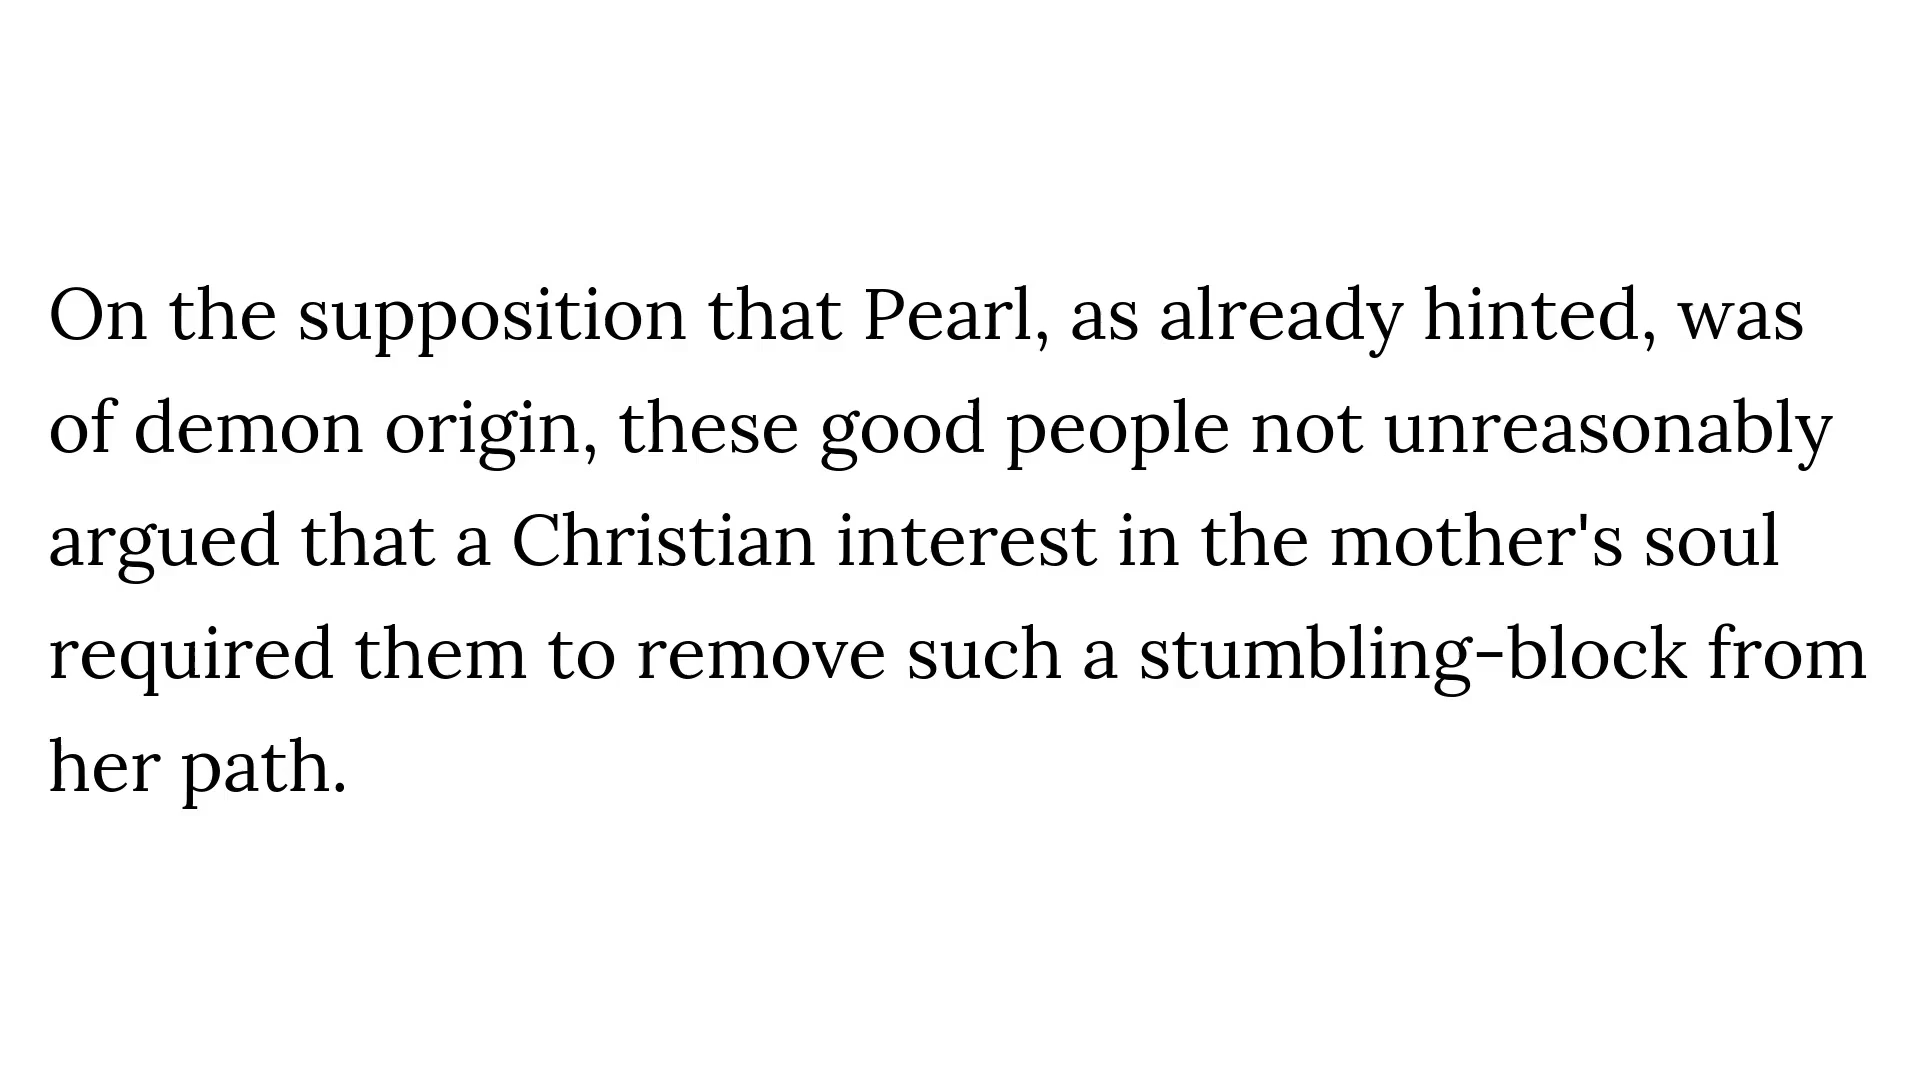 On the supposition that Pearl, as already hinted, was
of demon origin, these good people not unreasonably
argued that a Christian interest in the mother's soul
required them to remove such a stumbling-block from
her path.